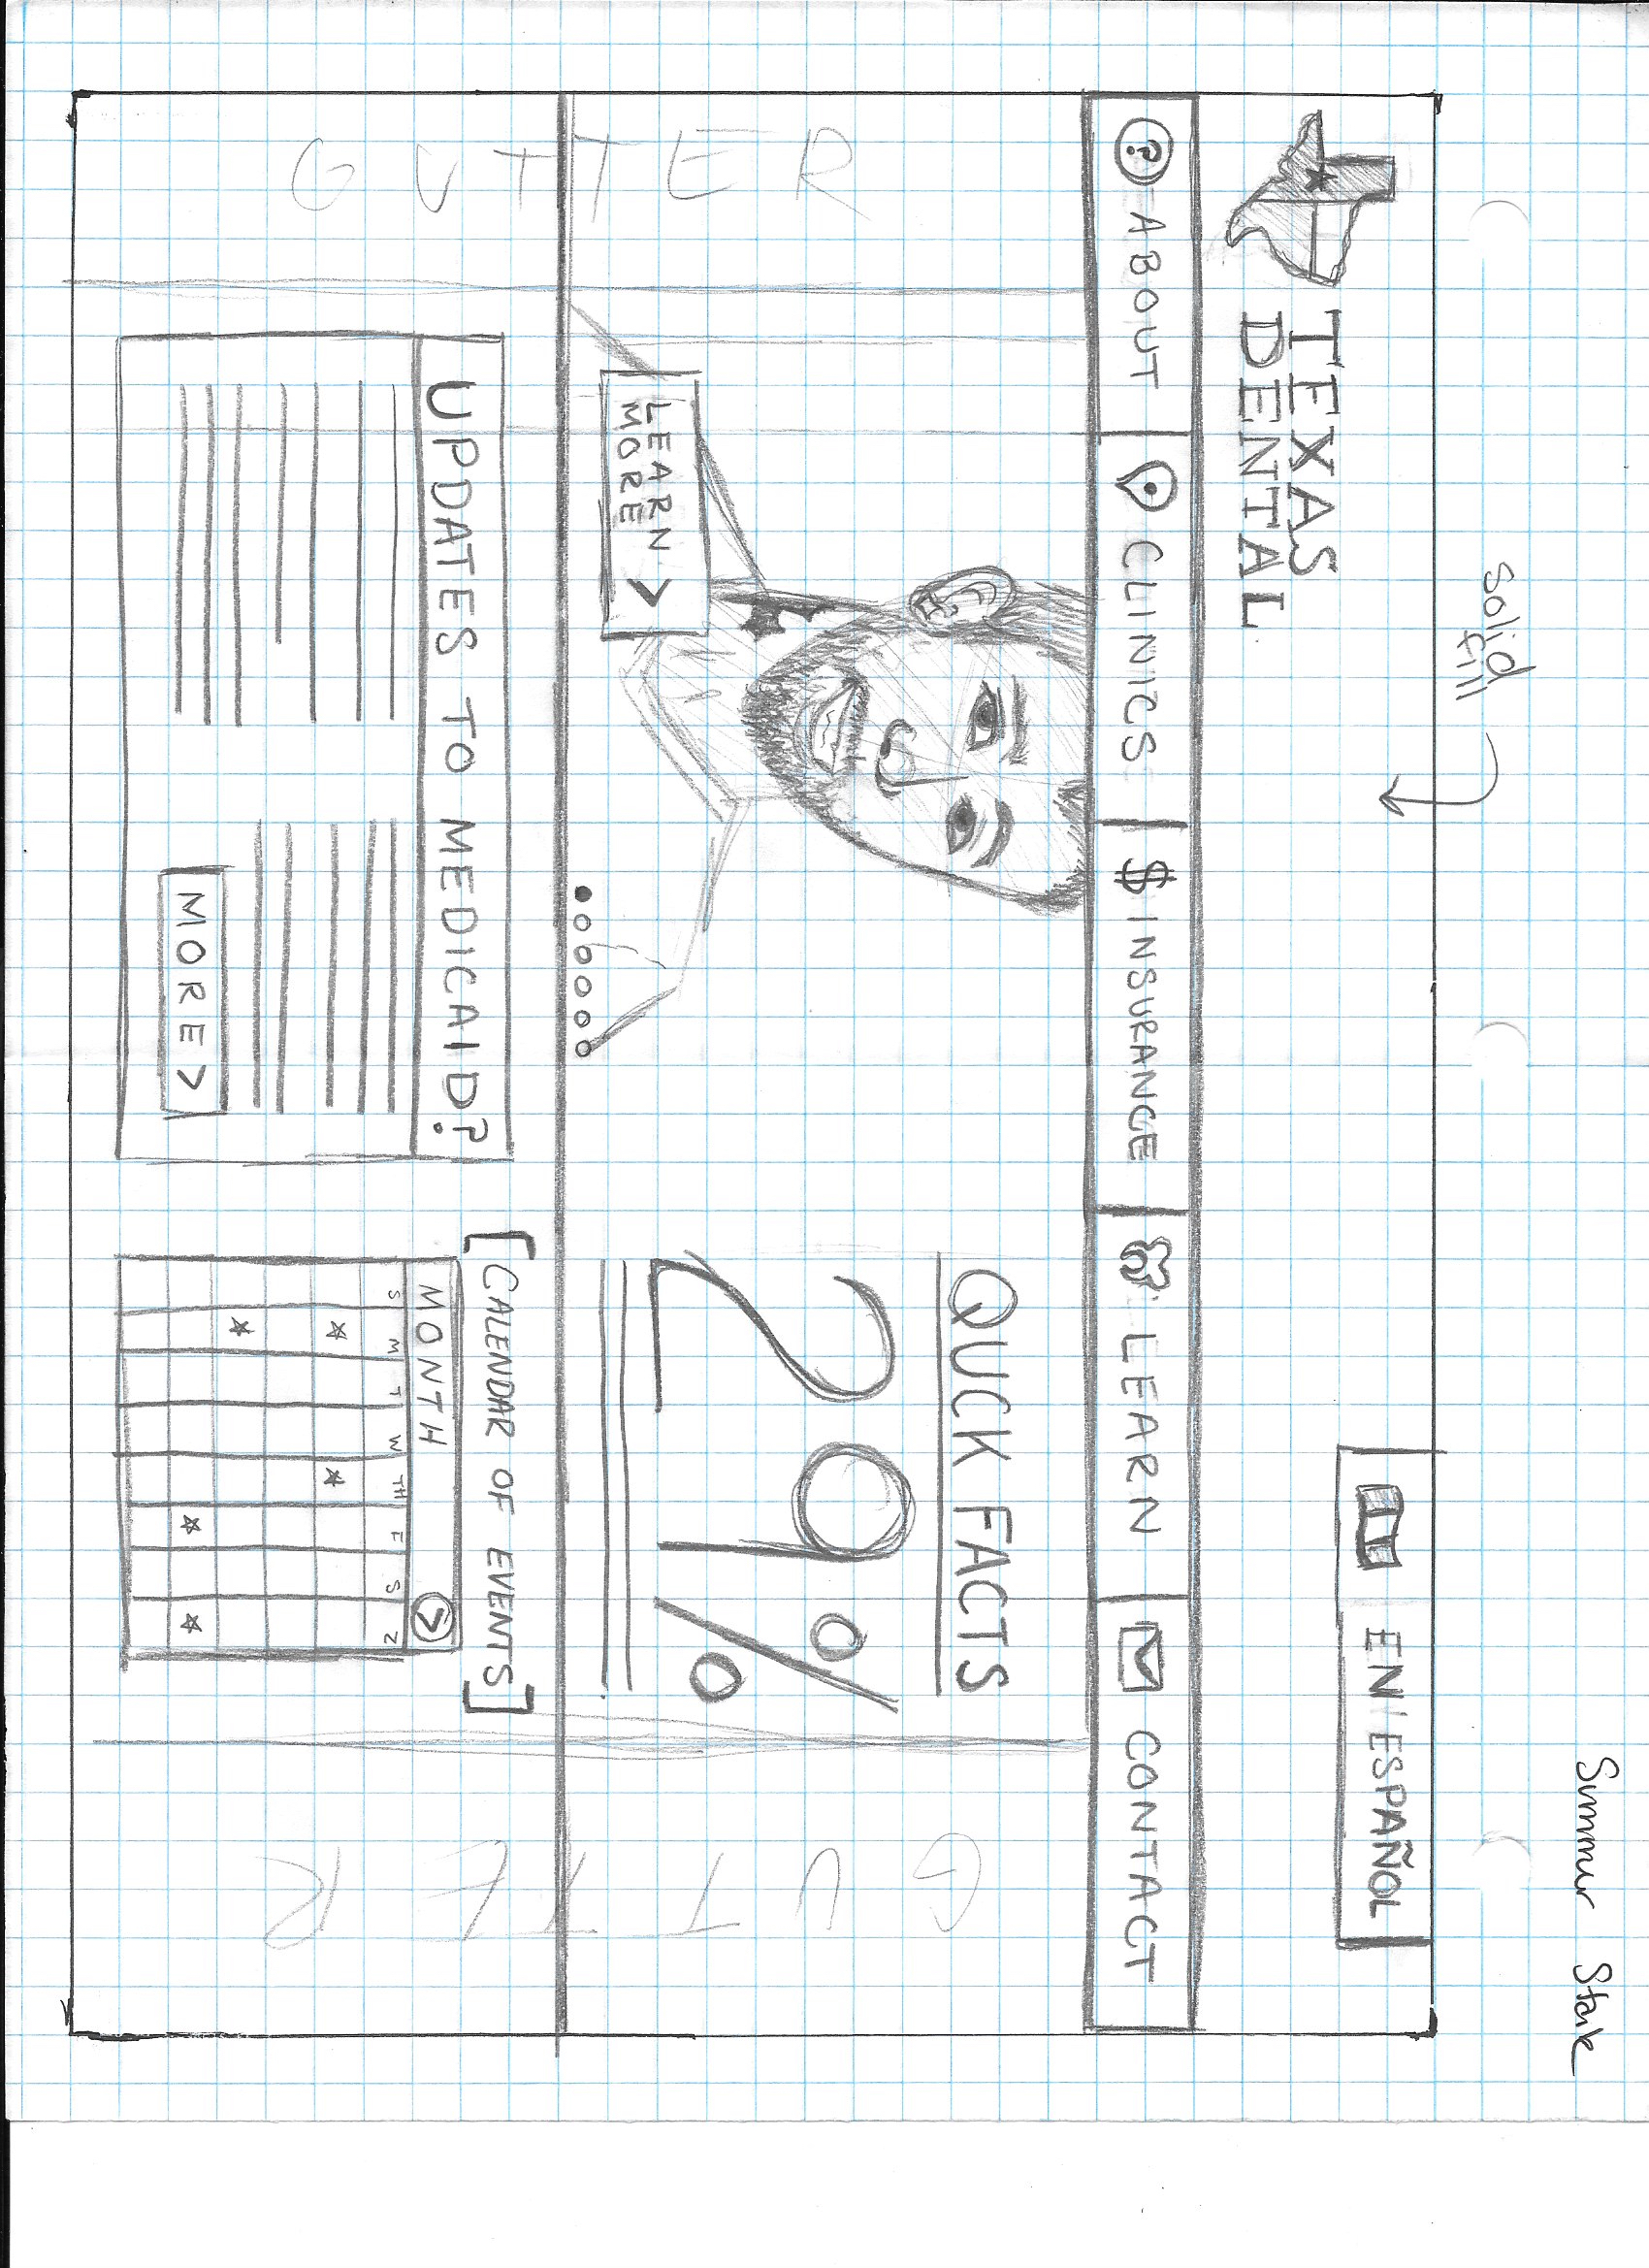 Summer Stark
solid
fill
EN ESPAÑOL
TEXAS
DENTAL
? ABOUT
CLINICS
$ INSURANCE
LEARN
CONTACT
GUTTER
LEARN
MORE >
QUCK FACTS
29%
GUTTER
UPDATES TO MEDICAID?
MORE >
[CALENDAR OF EVENTS]
MONTH >
S M T W TH F S Z